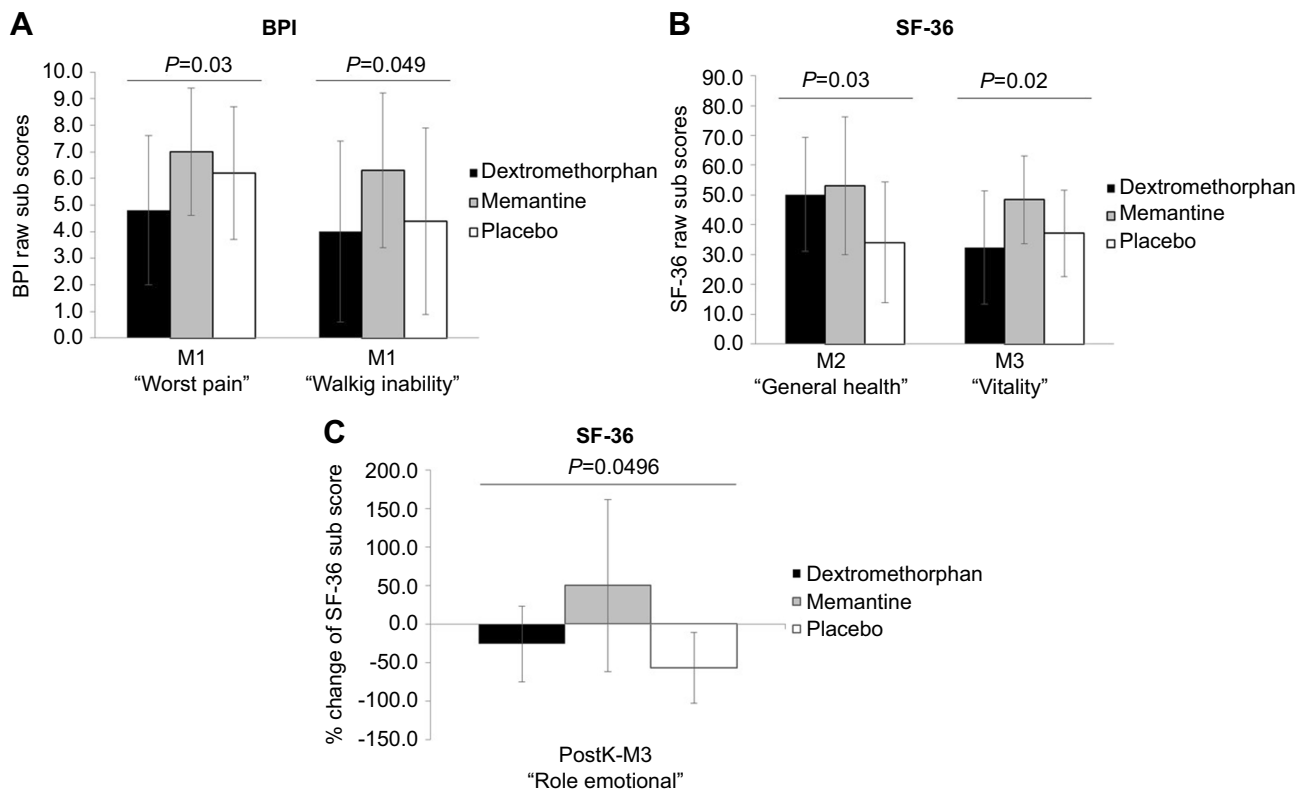 A
BPI
P=0.03
P=0.049
BPI raw sub scores
10.0
9.0
8.0
7.0
6.0
5.0
4.0
3.0
2.0
1.0
0.0
Dextromethorphan
Memantine
Placebo
M1
M1
“Worst pain”
“Walkig inability”
B
SF-36
P=0.03
P=0.02
SF-36 raw sub scores
90.0
80.0
70.0
60.0
50.0
40.0
30.0
20.0
10.0
0.0
Dextromethorphan
Memantine
Placebo
M2
M3
“General health”
“Vitality”
C
SF-36
P=0.0496
% change of SF-36 sub score
200.0
150.0
100.0
50.0
0.0
-50.0
-100.0
-150.0
Dextromethorphan
Memantine
Placebo
PostK-M3
“Role emotional”